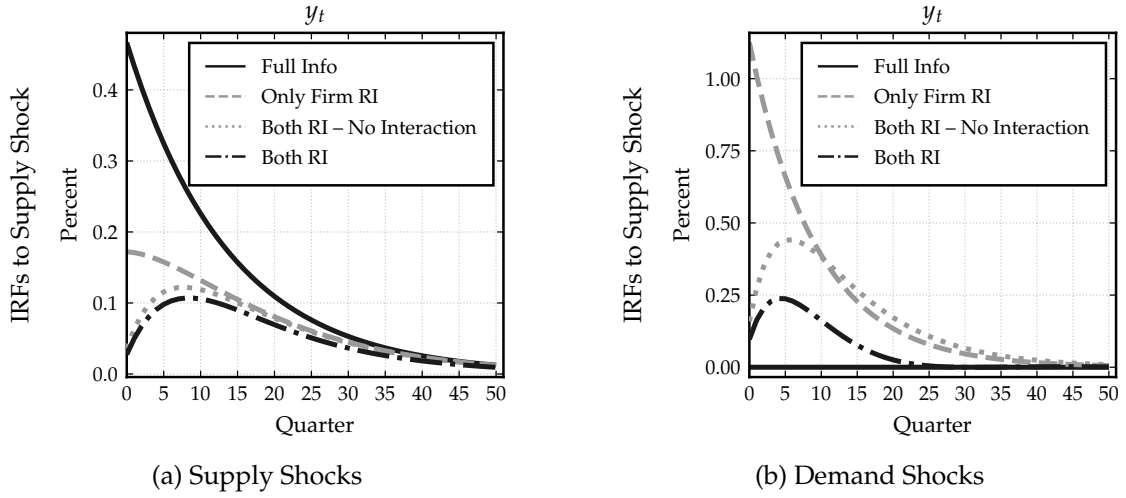 y_t
IRFs to Supply Shock
Percent
Full Info
Only Firm RI
Both RI – No Interaction
Both RI
0.4
0.3
0.2
0.1
0.0
0 5 10 15 20 25 30 35 40 45 50
Quarter
(a) Supply Shocks
y_t
IRFs to Supply Shock
Percent
Full Info
Only Firm RI
Both RI – No Interaction
Both RI
1.00
0.75
0.50
0.25
0.00
0 5 10 15 20 25 30 35 40 45 50
Quarter
(b) Demand Shocks